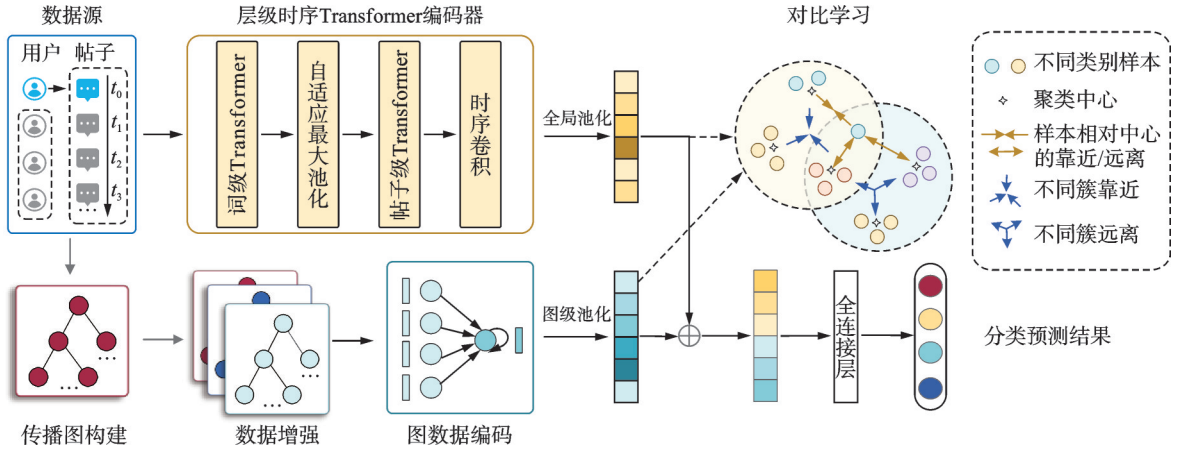 数据源
层级时序Transformer编码器
对比学习
用户
帖子
t0
t1
t2
t3
...
词级Transformer
自适应最大池化
帖子级Transformer
时序卷积
全局池化
不同类别样本
聚类中心
样本相对中心
的靠近/远离
不同簇靠近
不同簇远离
...
...
...
...
图级池化
全连接层
分类预测结果
传播图构建
数据增强
图数据编码